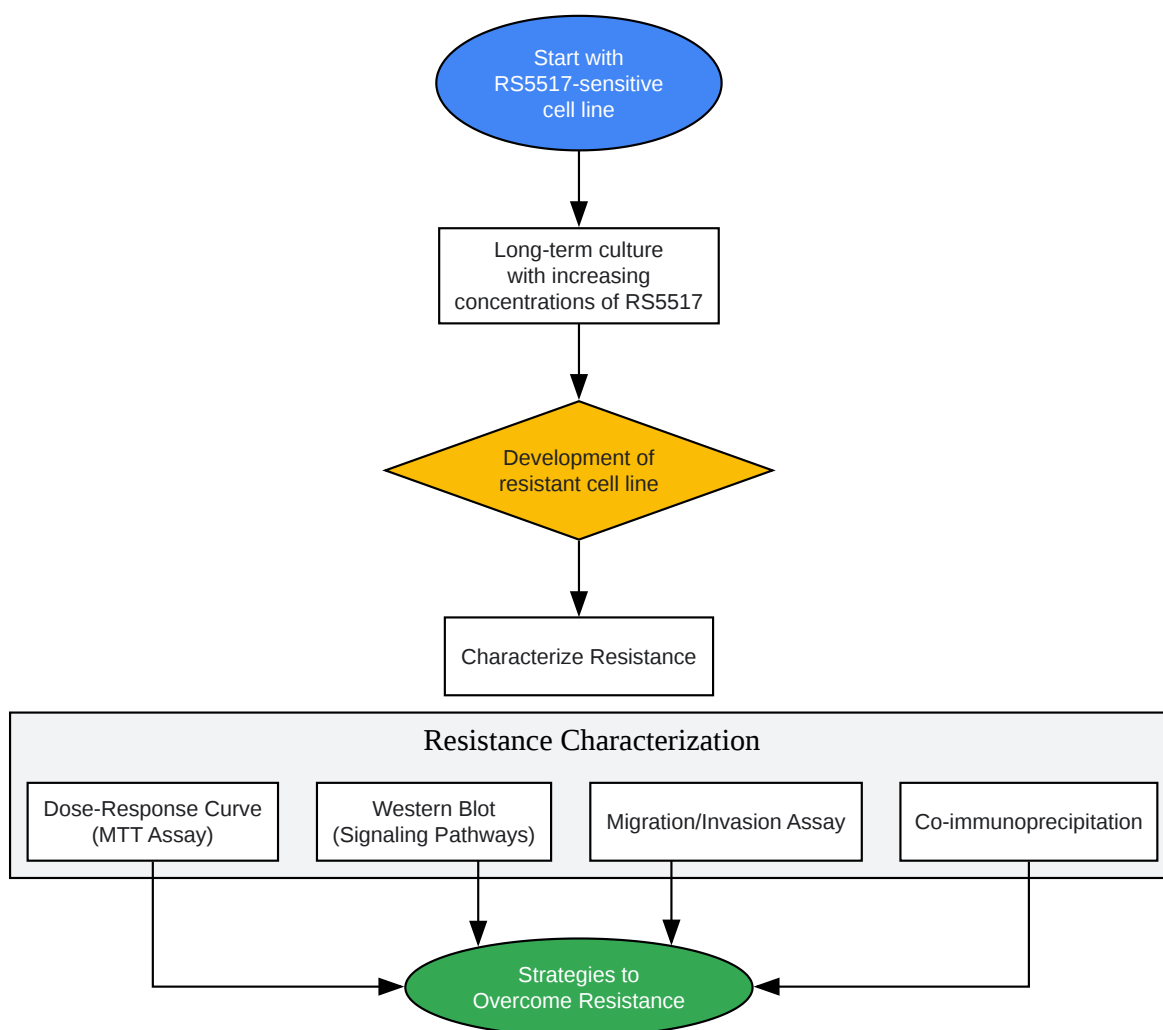 Start with
RS5517-sensitive
cell line
Long-term culture
with increasing
concentrations of RS5517
Development of
resistant cell line
Characterize Resistance
Resistance Characterization
Dose-Response Curve
(MTT Assay)
Western Blot
(Signaling Pathways)
Migration/Invasion Assay
Co-immunoprecipitation
Strategies to
Overcome Resistance